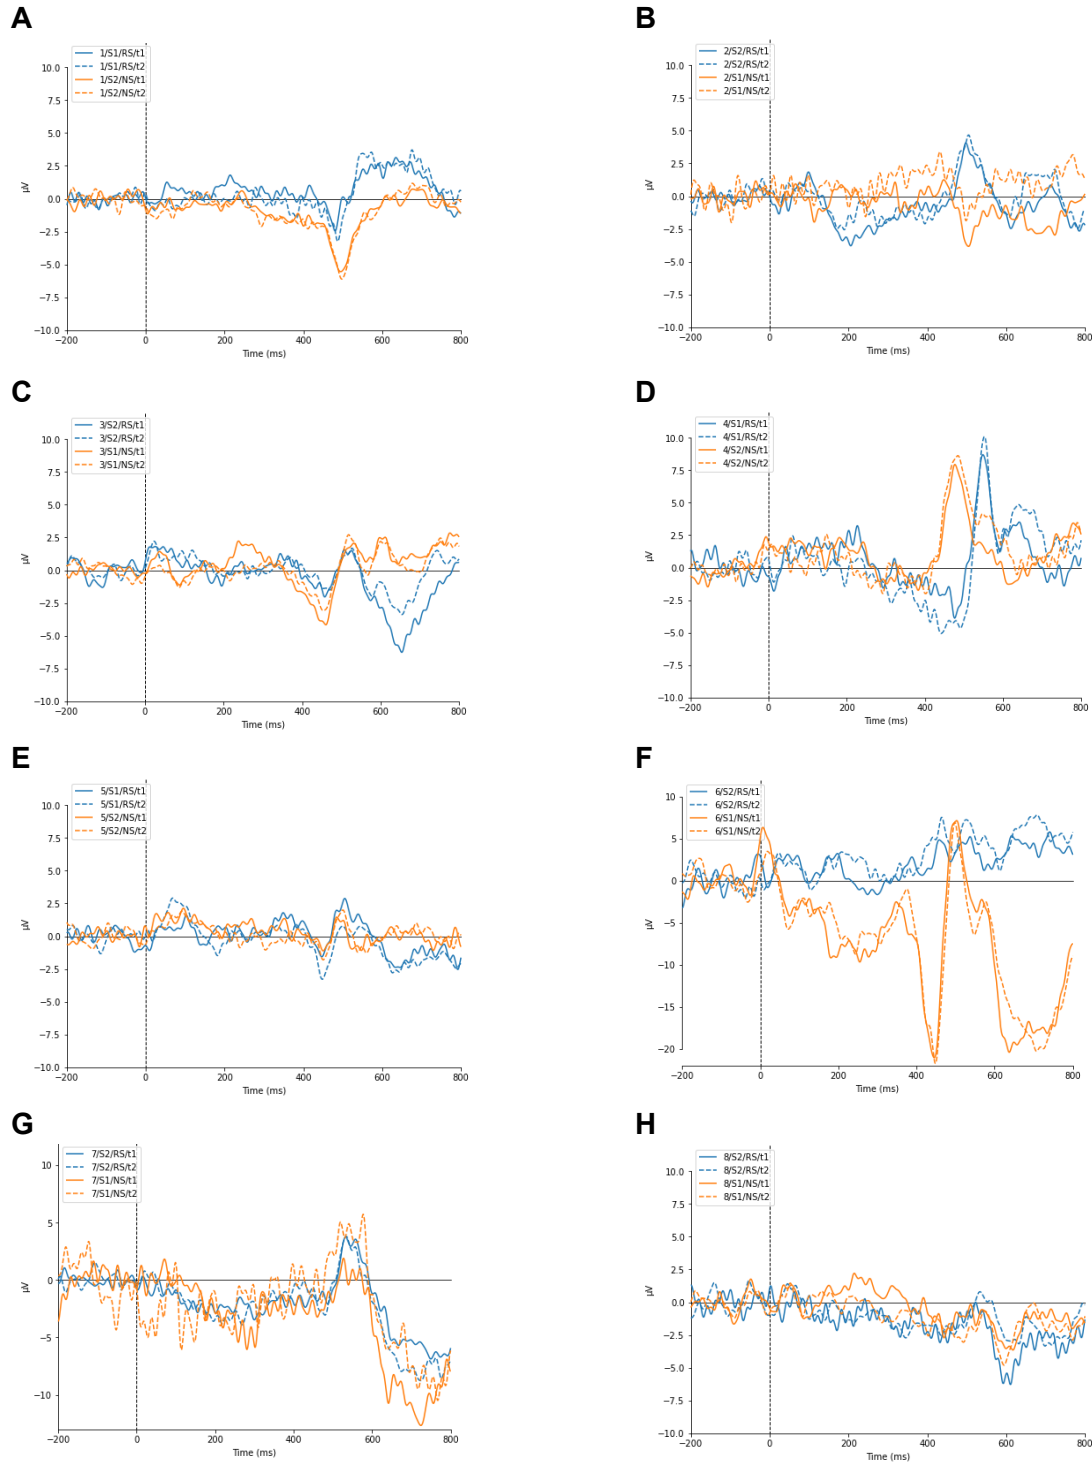 A
1/S1/RS/t1
1/S1/RS/t2
1/S2/NS/t1
1/S2/NS/t2
10.0
7.5
5.0
2.5
0.0
−2.5
−5.0
−7.5
−10.0
µV
−200 0 200 400 600 800
Time (ms)
B
2/S2/RS/t1
2/S2/RS/t2
2/S1/NS/t1
2/S1/NS/t2
10.0
7.5
5.0
2.5
0.0
−2.5
−5.0
−7.5
−10.0
µV
−200 0 200 400 600 800
Time (ms)
C
3/S2/RS/t1
3/S2/RS/t2
3/S1/NS/t1
3/S1/NS/t2
10.0
7.5
5.0
2.5
0.0
−2.5
−5.0
−7.5
−10.0
µV
−200 0 200 400 600 800
Time (ms)
D
4/S1/RS/t1
4/S1/RS/t2
4/S2/NS/t1
4/S2/NS/t2
10.0
7.5
5.0
2.5
0.0
−2.5
−5.0
−7.5
−10.0
µV
−200 0 200 400 600 800
Time (ms)
E
5/S1/RS/t1
5/S1/RS/t2
5/S2/NS/t1
5/S2/NS/t2
10.0
7.5
5.0
2.5
0.0
−2.5
−5.0
−7.5
−10.0
µV
−200 0 200 400 600 800
Time (ms)
F
6/S2/RS/t1
6/S2/RS/t2
6/S1/NS/t1
6/S1/NS/t2
10
5
0
−5
−10
−15
−20
µV
−200 0 200 400 600 800
Time (ms)
G
7/S2/RS/t1
7/S2/RS/t2
7/S1/NS/t1
7/S1/NS/t2
10
5
0
−5
−10
µV
−200 0 200 400 600 800
Time (ms)
H
8/S2/RS/t1
8/S2/RS/t2
8/S1/NS/t1
8/S1/NS/t2
10.0
7.5
5.0
2.5
0.0
−2.5
−5.0
−7.5
−10.0
µV
−200 0 200 400 600 800
Time (ms)